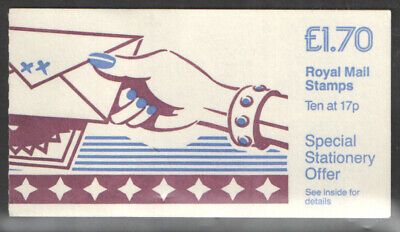 £1.70
Royal Mail
Stamps
Ten at 17p
Special
Stationery
Offer
See inside for
details